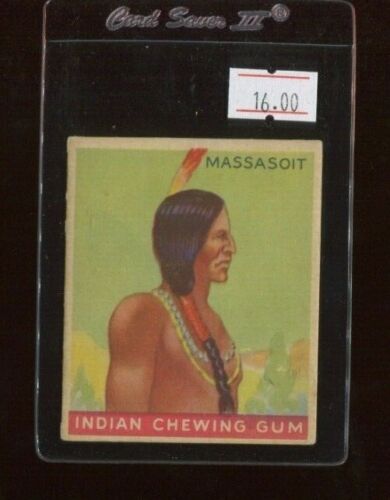 Card Saver II®
16.00
MASSASOIT
INDIAN CHEWING GUM